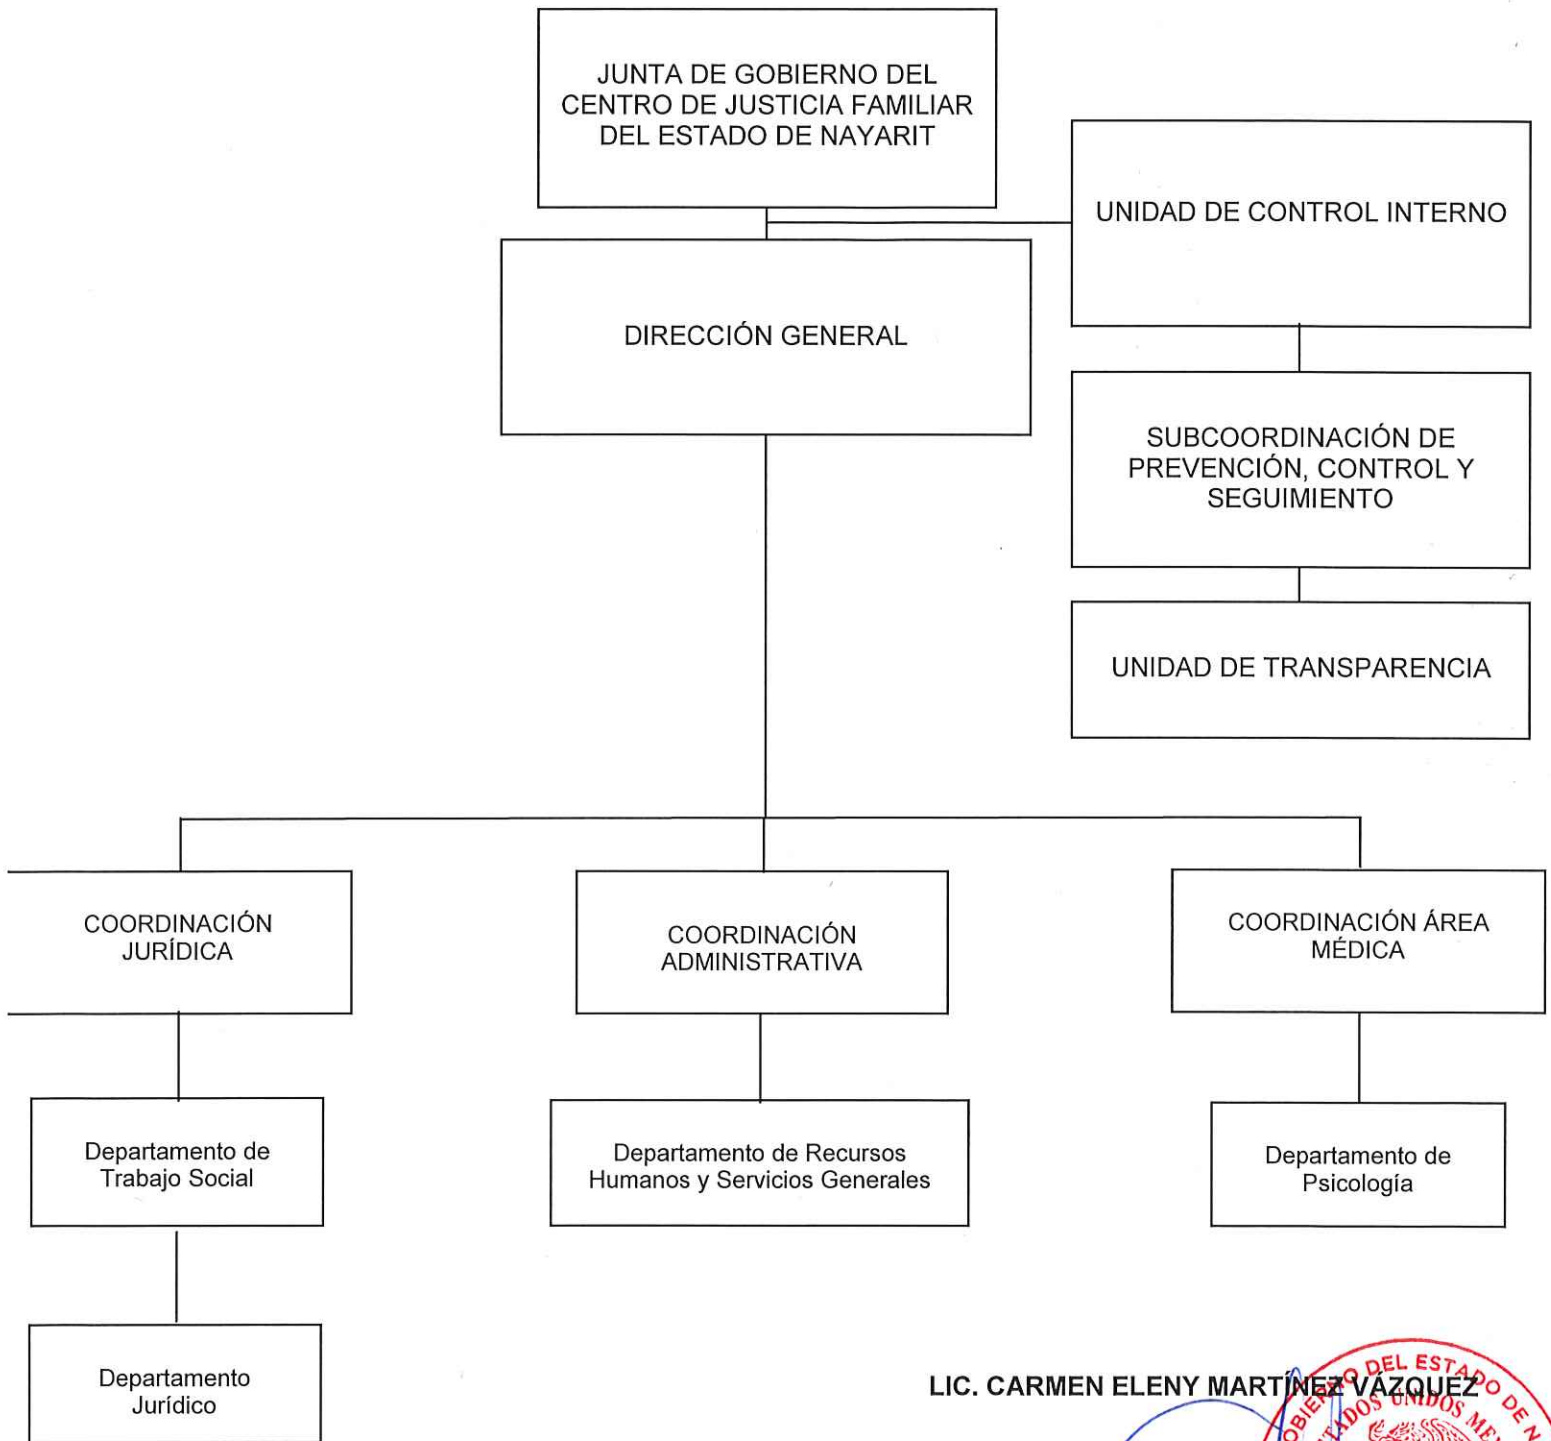 JUNTA DE GOBIERNO DEL
CENTRO DE JUSTICIA FAMILIAR
DEL ESTADO DE NAYARIT
UNIDAD DE CONTROL INTERNO
DIRECCIÓN GENERAL
SUBCOORDINACIÓN DE
PREVENCIÓN, CONTROL Y
SEGUIMIENTO
UNIDAD DE TRANSPARENCIA
COORDINACIÓN
JURÍDICA
COORDINACIÓN
ADMINISTRATIVA
COORDINACIÓN ÁREA
MÉDICA
Departamento de
Trabajo Social
Departamento de Recursos
Humanos y Servicios Generales
Departamento de
Psicología
Departamento
Jurídico
LIC. CARMEN ELENY MARTÍNEZ VÁZQUEZ
DEL ESTADO DE
UNIDOS